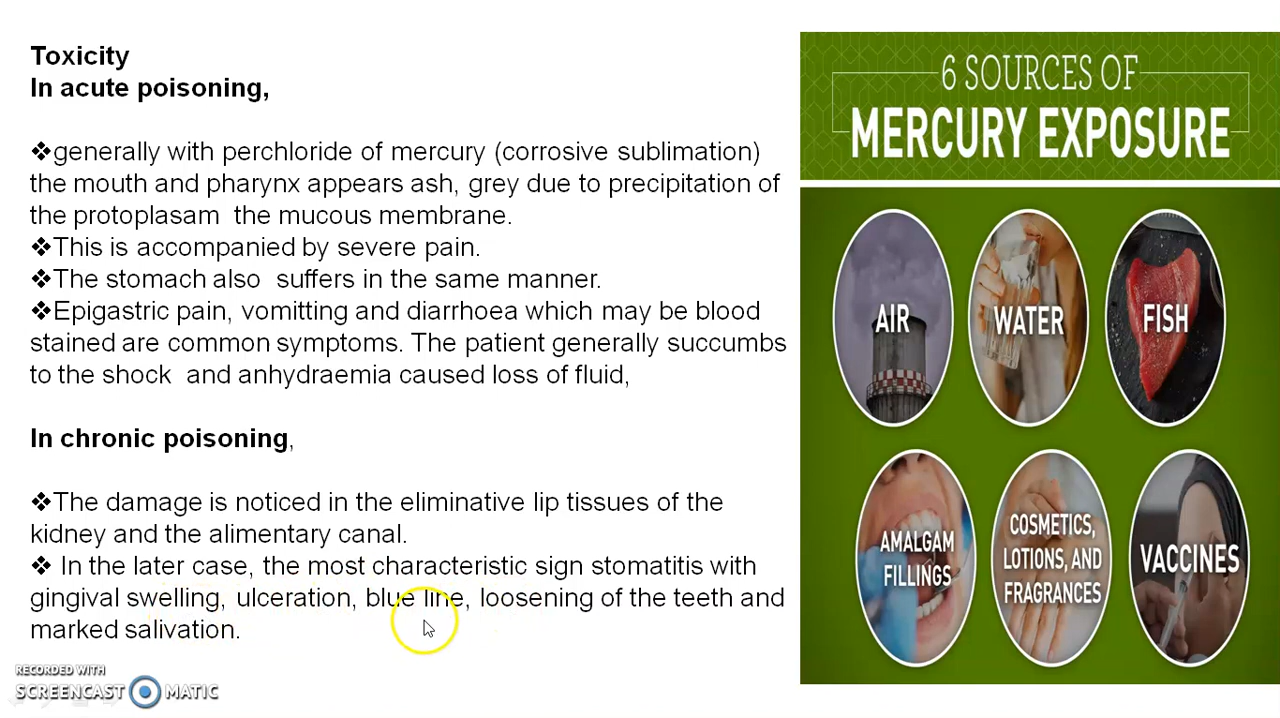 Toxicity
In acute poisoning,
❖generally with perchloride of mercury (corrosive sublimation)
the mouth and pharynx appears ash, grey due to precipitation of
the protoplasam the mucous membrane.
❖This is accompanied by severe pain.
❖The stomach also suffers in the same manner.
❖Epigastric pain, vomitting and diarrhoea which may be blood
stained are common symptoms. The patient generally succumbs
to the shock and anhydraemia caused loss of fluid,
In chronic poisoning,
❖The damage is noticed in the eliminative lip tissues of the
kidney and the alimentary canal.
❖ In the later case, the most characteristic sign stomatitis with
gingival swelling, ulceration, blue line, loosening of the teeth and
marked salivation.
RECORDED WITH
SCREENCAST MATIC
6 SOURCES OF
MERCURY EXPOSURE
AIR
WATER
FISH
AMALGAM
FILLINGS
COSMETICS,
LOTIONS, AND
FRAGRANCES
VACCINES